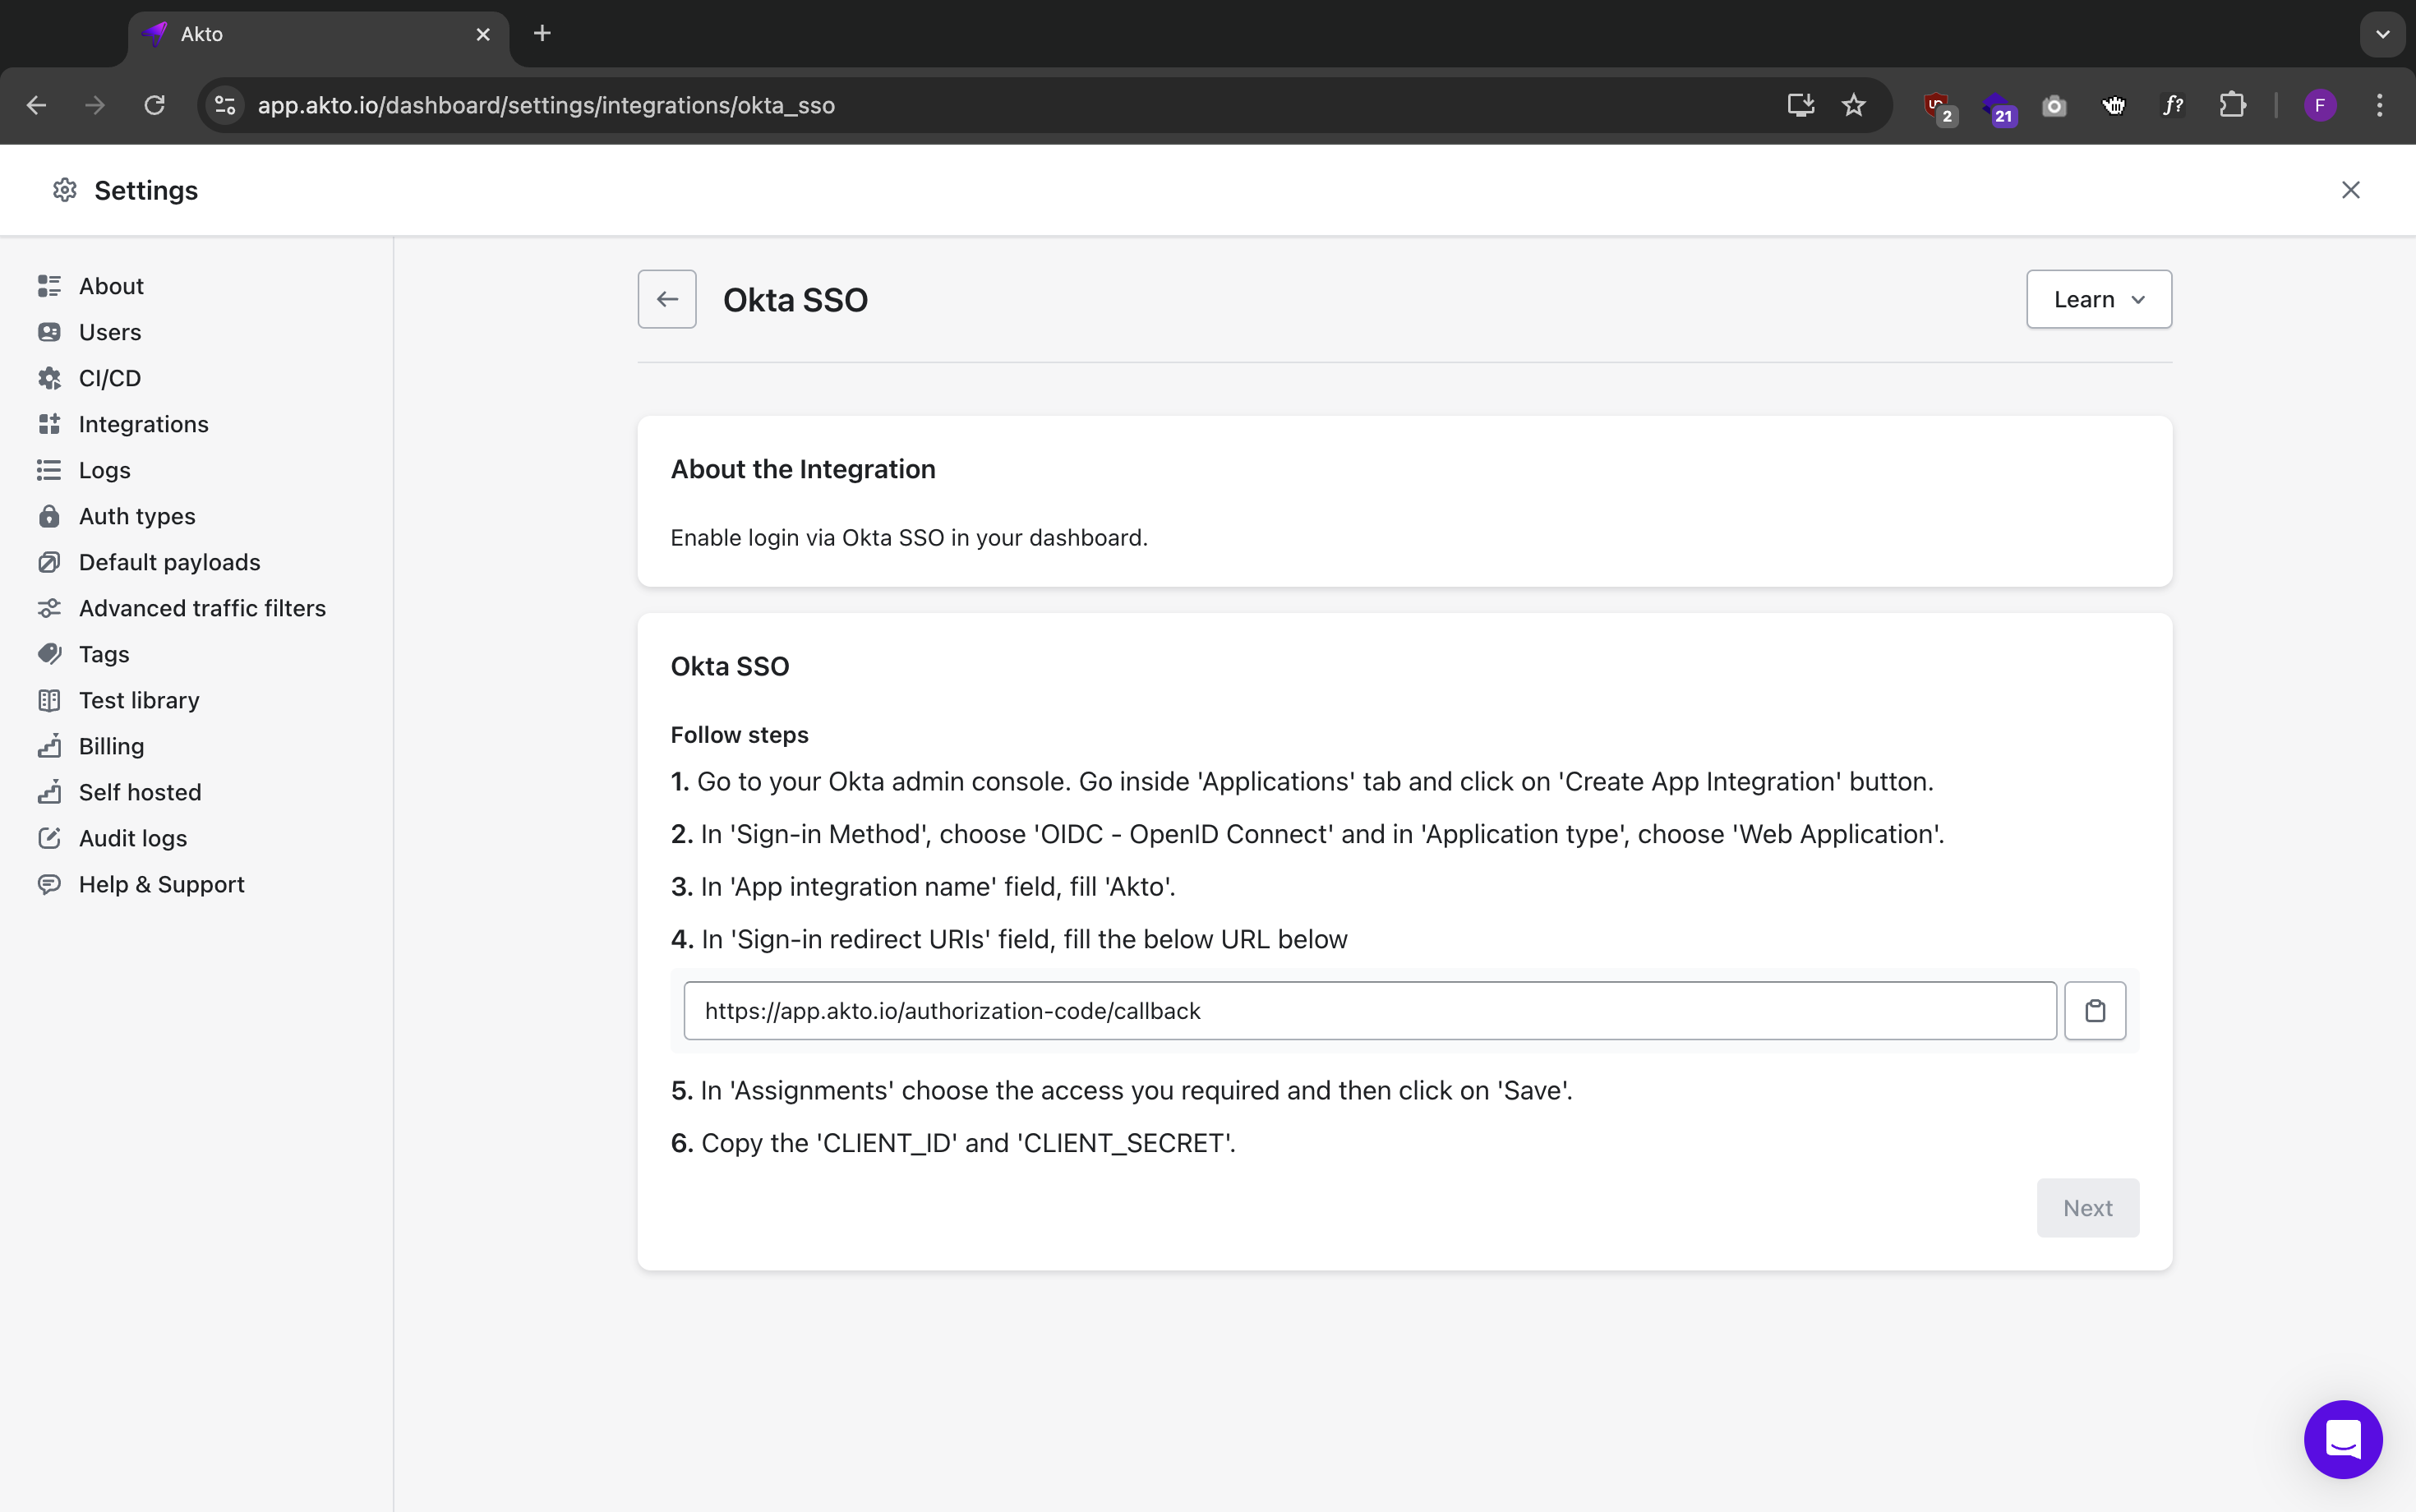 Akto
app.akto.io/dashboard/settings/integrations/okta_sso
2
21
f?
F
Settings
About
Users
CI/CD
Integrations
Logs
Auth types
Default payloads
Advanced traffic filters
Tags
Test library
Billing
Self hosted
Audit logs
Help & Support
Okta SSO
Learn
About the Integration
Enable login via Okta SSO in your dashboard.
Okta SSO
Follow steps
1. Go to your Okta admin console. Go inside 'Applications' tab and click on 'Create App Integration' button.
2. In 'Sign-in Method', choose 'OIDC - OpenID Connect' and in 'Application type', choose 'Web Application'.
3. In 'App integration name' field, fill 'Akto'.
4. In 'Sign-in redirect URIs' field, fill the below URL below
https://app.akto.io/authorization-code/callback
5. In 'Assignments' choose the access you required and then click on 'Save'.
6. Copy the 'CLIENT_ID' and 'CLIENT_SECRET'.
Next